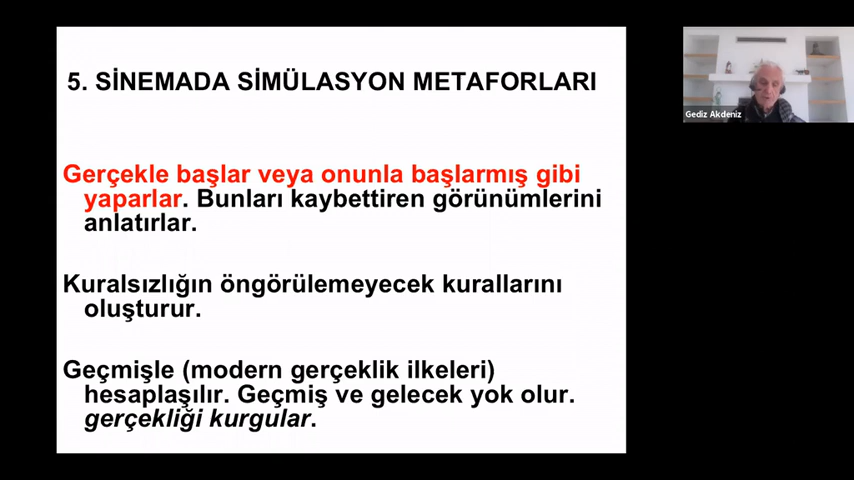 5. SİNEMADA SİMÜLASYON METAFORLARI
Gerçekle başlar veya onunla başlarmış gibi
yaparlar. Bunları kaybettiren görünümlerini
anlatırlar.
Kuralsızlığın öngörülemeyecek kurallarını
oluşturur.
Geçmişle (modern gerçeklik ilkeleri)
hesaplaşılır. Geçmiş ve gelecek yok olur.
gerçekliği kurgular.
Gediz Akdeniz